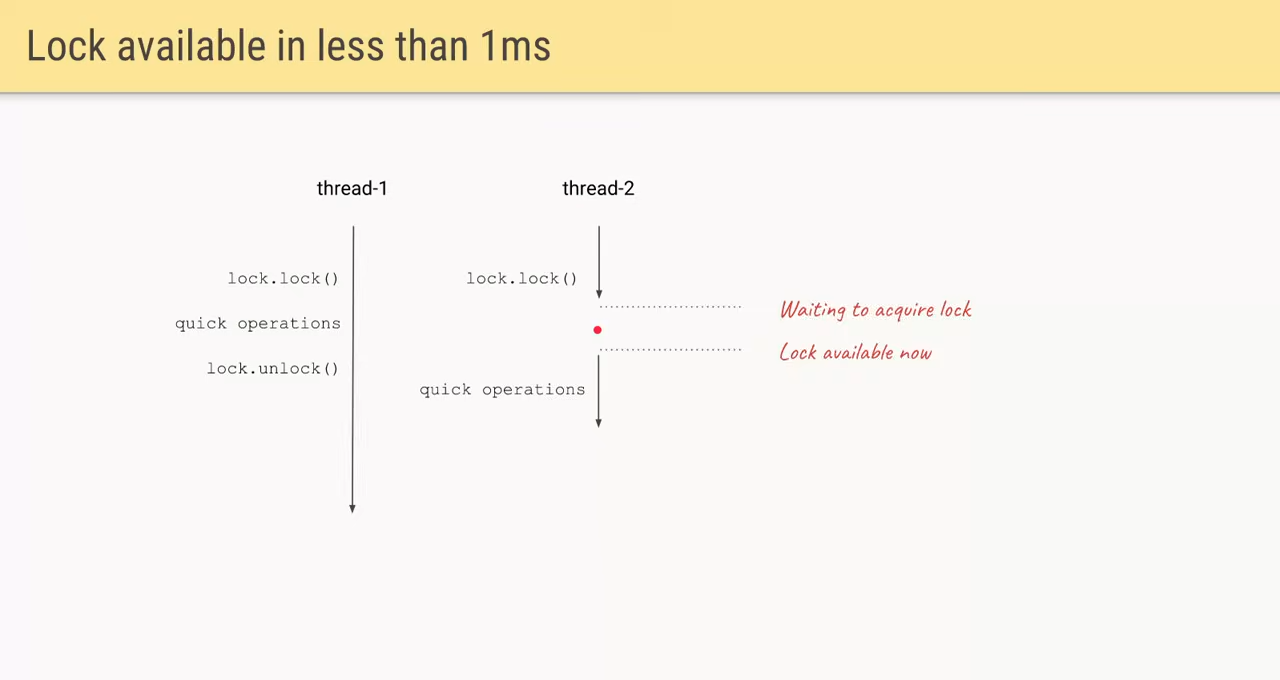 Lock available in less than 1ms
thread-1
thread-2
lock.lock()
lock.lock()
Waiting to acquire lock
quick operations
Lock available now
lock.unlock()
quick operations